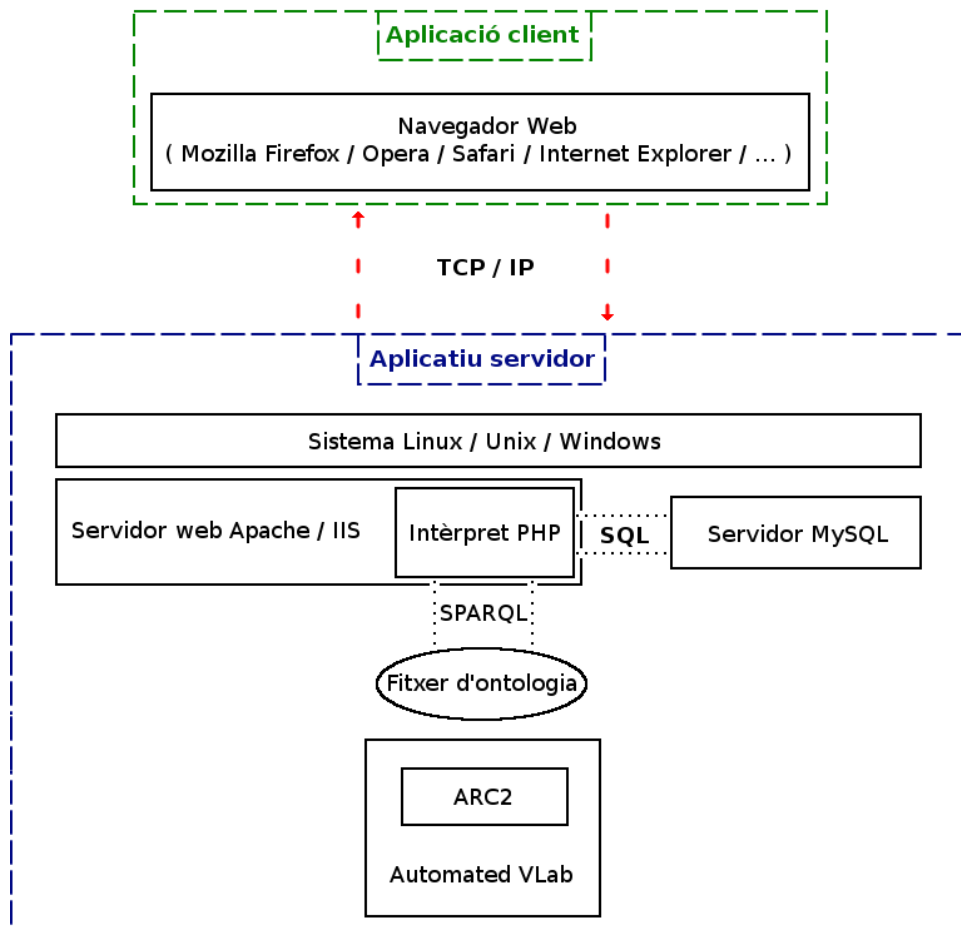 Aplicació client
Navegador Web
( Mozilla Firefox / Opera / Safari / Internet Explorer / ... )
TCP / IP
Aplicatiu servidor
Sistema Linux / Unix / Windows
Servidor web Apache / IIS
Intèrpret PHP
SQL
Servidor MySQL
SPARQL
Fitxer d'ontologia
ARC2
Automated VLab